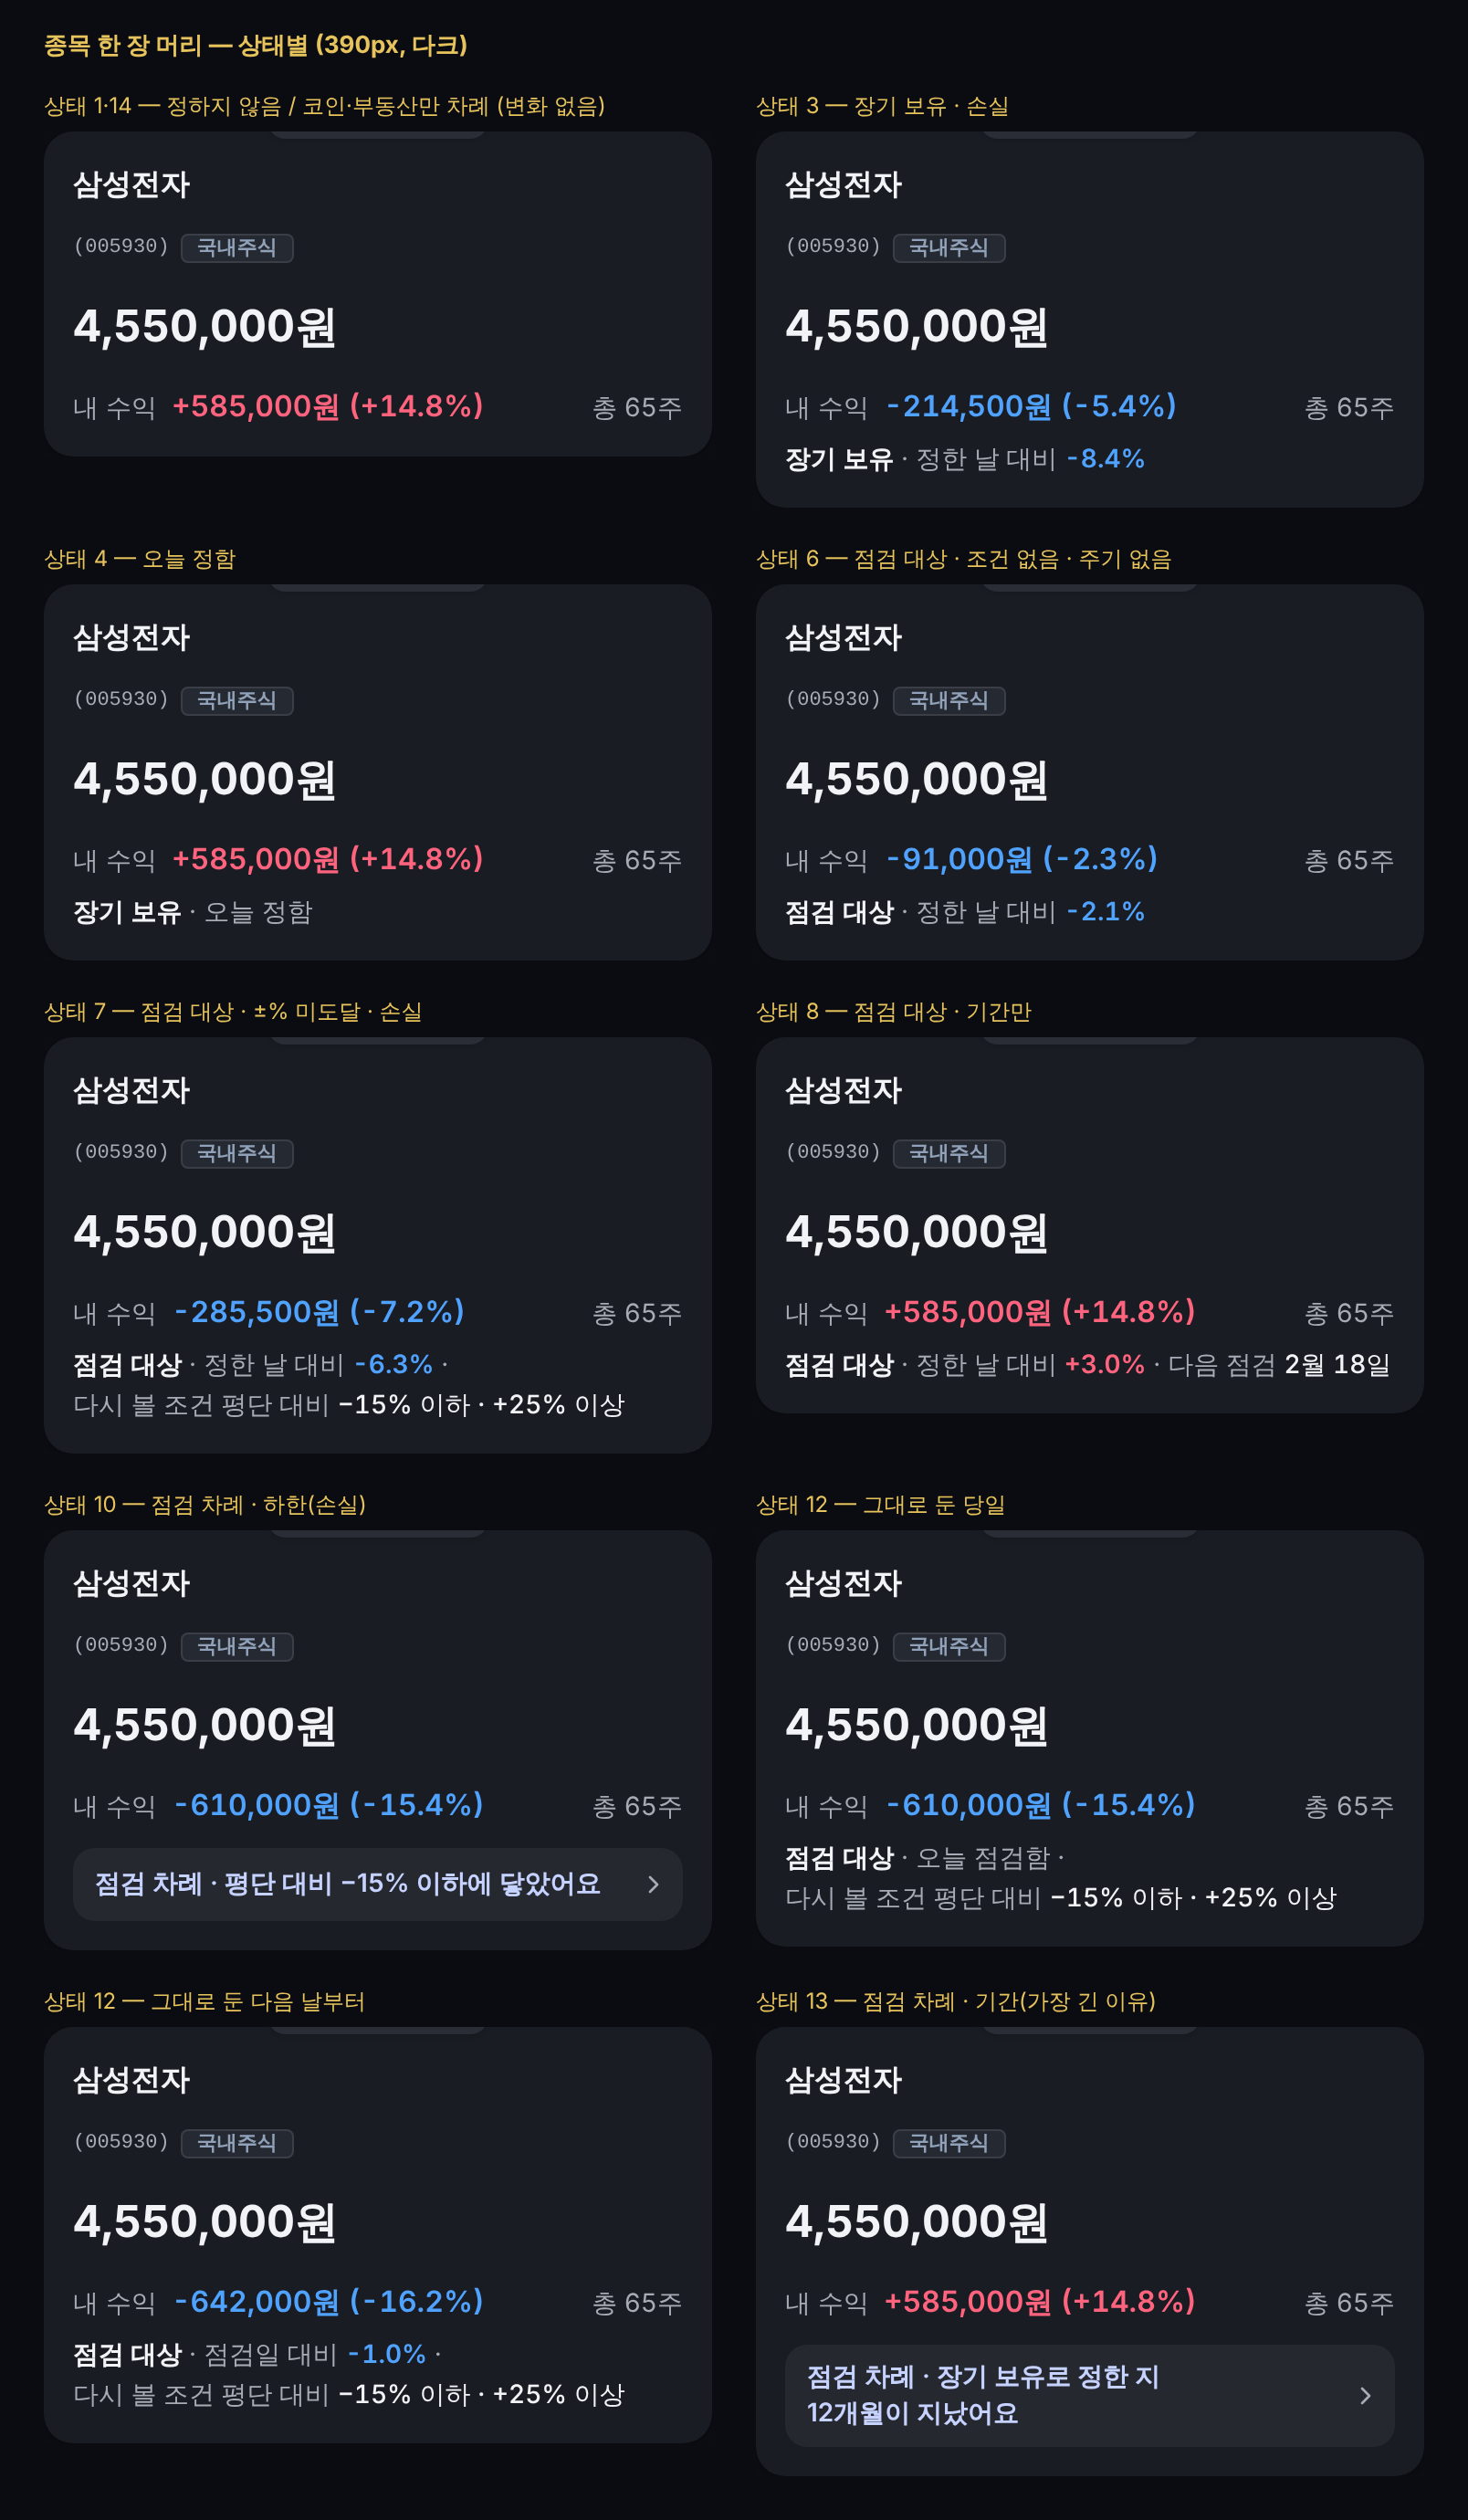 종목 한 장 머리 — 상태별 (390px, 다크)
상태 1·14 — 정하지 않음 / 코인·부동산만 차례 (변화 없음)
삼성전자
(005930) 국내주식
4,550,000원
내 수익 +585,000원 (+14.8%) 총 65주
상태 3 — 장기 보유 · 손실
삼성전자
(005930) 국내주식
4,550,000원
내 수익 -214,500원 (-5.4%) 총 65주
장기 보유 · 정한 날 대비 -8.4%
상태 4 — 오늘 정함
삼성전자
(005930) 국내주식
4,550,000원
내 수익 +585,000원 (+14.8%) 총 65주
장기 보유 · 오늘 정함
상태 6 — 점검 대상 · 조건 없음 · 주기 없음
삼성전자
(005930) 국내주식
4,550,000원
내 수익 -91,000원 (-2.3%) 총 65주
점검 대상 · 정한 날 대비 -2.1%
상태 7 — 점검 대상 · ±% 미도달 · 손실
삼성전자
(005930) 국내주식
4,550,000원
내 수익 -285,500원 (-7.2%) 총 65주
점검 대상 · 정한 날 대비 -6.3% ·
다시 볼 조건 평단 대비 −15% 이하 · +25% 이상
상태 8 — 점검 대상 · 기간만
삼성전자
(005930) 국내주식
4,550,000원
내 수익 +585,000원 (+14.8%) 총 65주
점검 대상 · 정한 날 대비 +3.0% · 다음 점검 2월 18일
상태 10 — 점검 차례 · 하한(손실)
삼성전자
(005930) 국내주식
4,550,000원
내 수익 -610,000원 (-15.4%) 총 65주
점검 차례 · 평단 대비 −15% 이하에 닿았어요
상태 12 — 그대로 둔 당일
삼성전자
(005930) 국내주식
4,550,000원
내 수익 -610,000원 (-15.4%) 총 65주
점검 대상 · 오늘 점검함 ·
다시 볼 조건 평단 대비 −15% 이하 · +25% 이상
상태 12 — 그대로 둔 다음 날부터
삼성전자
(005930) 국내주식
4,550,000원
내 수익 -642,000원 (-16.2%) 총 65주
점검 대상 · 점검일 대비 -1.0% ·
다시 볼 조건 평단 대비 −15% 이하 · +25% 이상
상태 13 — 점검 차례 · 기간(가장 긴 이유)
삼성전자
(005930) 국내주식
4,550,000원
내 수익 +585,000원 (+14.8%) 총 65주
점검 차례 · 장기 보유로 정한 지
12개월이 지났어요